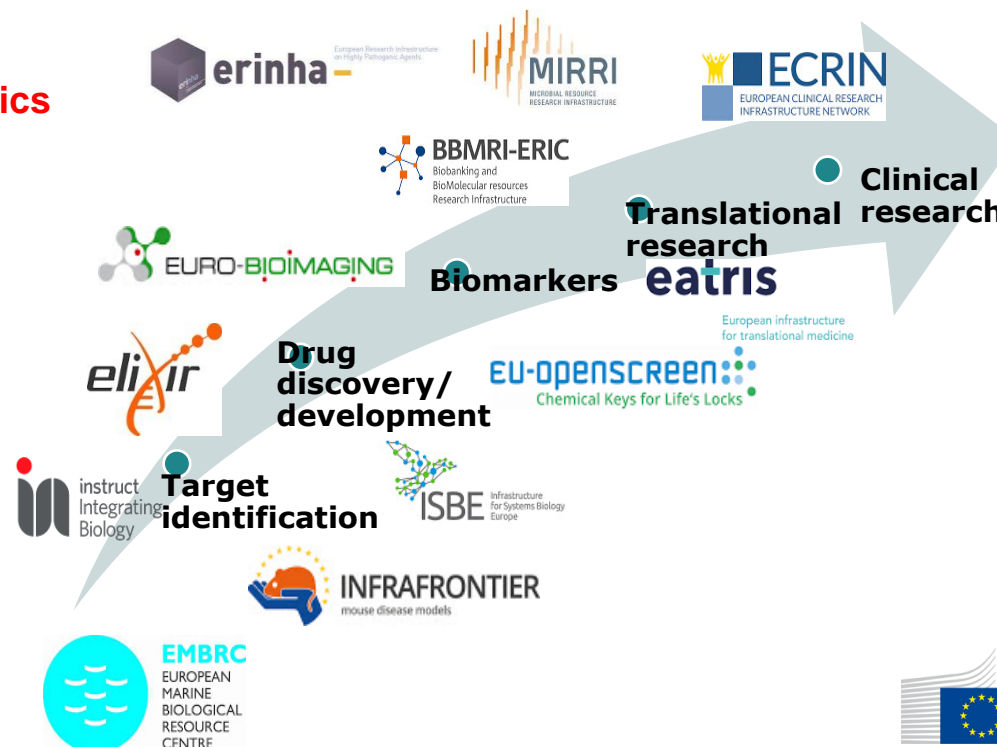 erinha
European Research Infrastructure
on Highly Pathogenic Agents
MIRRI
MICROBIAL RESOURCE
RESEARCH INFRASTRUCTURE
ECRIN
EUROPEAN CLINICAL RESEARCH
INFRASTRUCTURE NETWORK
ics
BBMRI-ERIC
Biobanking and
BioMolecular resources
Research Infrastructure
Clinical
research
Translational
research
EURO-BIOIMAGING
Biomarkers
eatris
European infrastructure
for translational medicine
elixir
Drug
discovery/
development
EU-OPENSCREEN
Chemical Keys for Life's Locks
instruct
Integrating
Biology
Target
identification
ISBE
Infrastructure
for Systems Biology
Europe
INFRAFRONTIER
mouse disease models
EMBRC
EUROPEAN
MARINE
BIOLOGICAL
RESOURCE
CENTRE